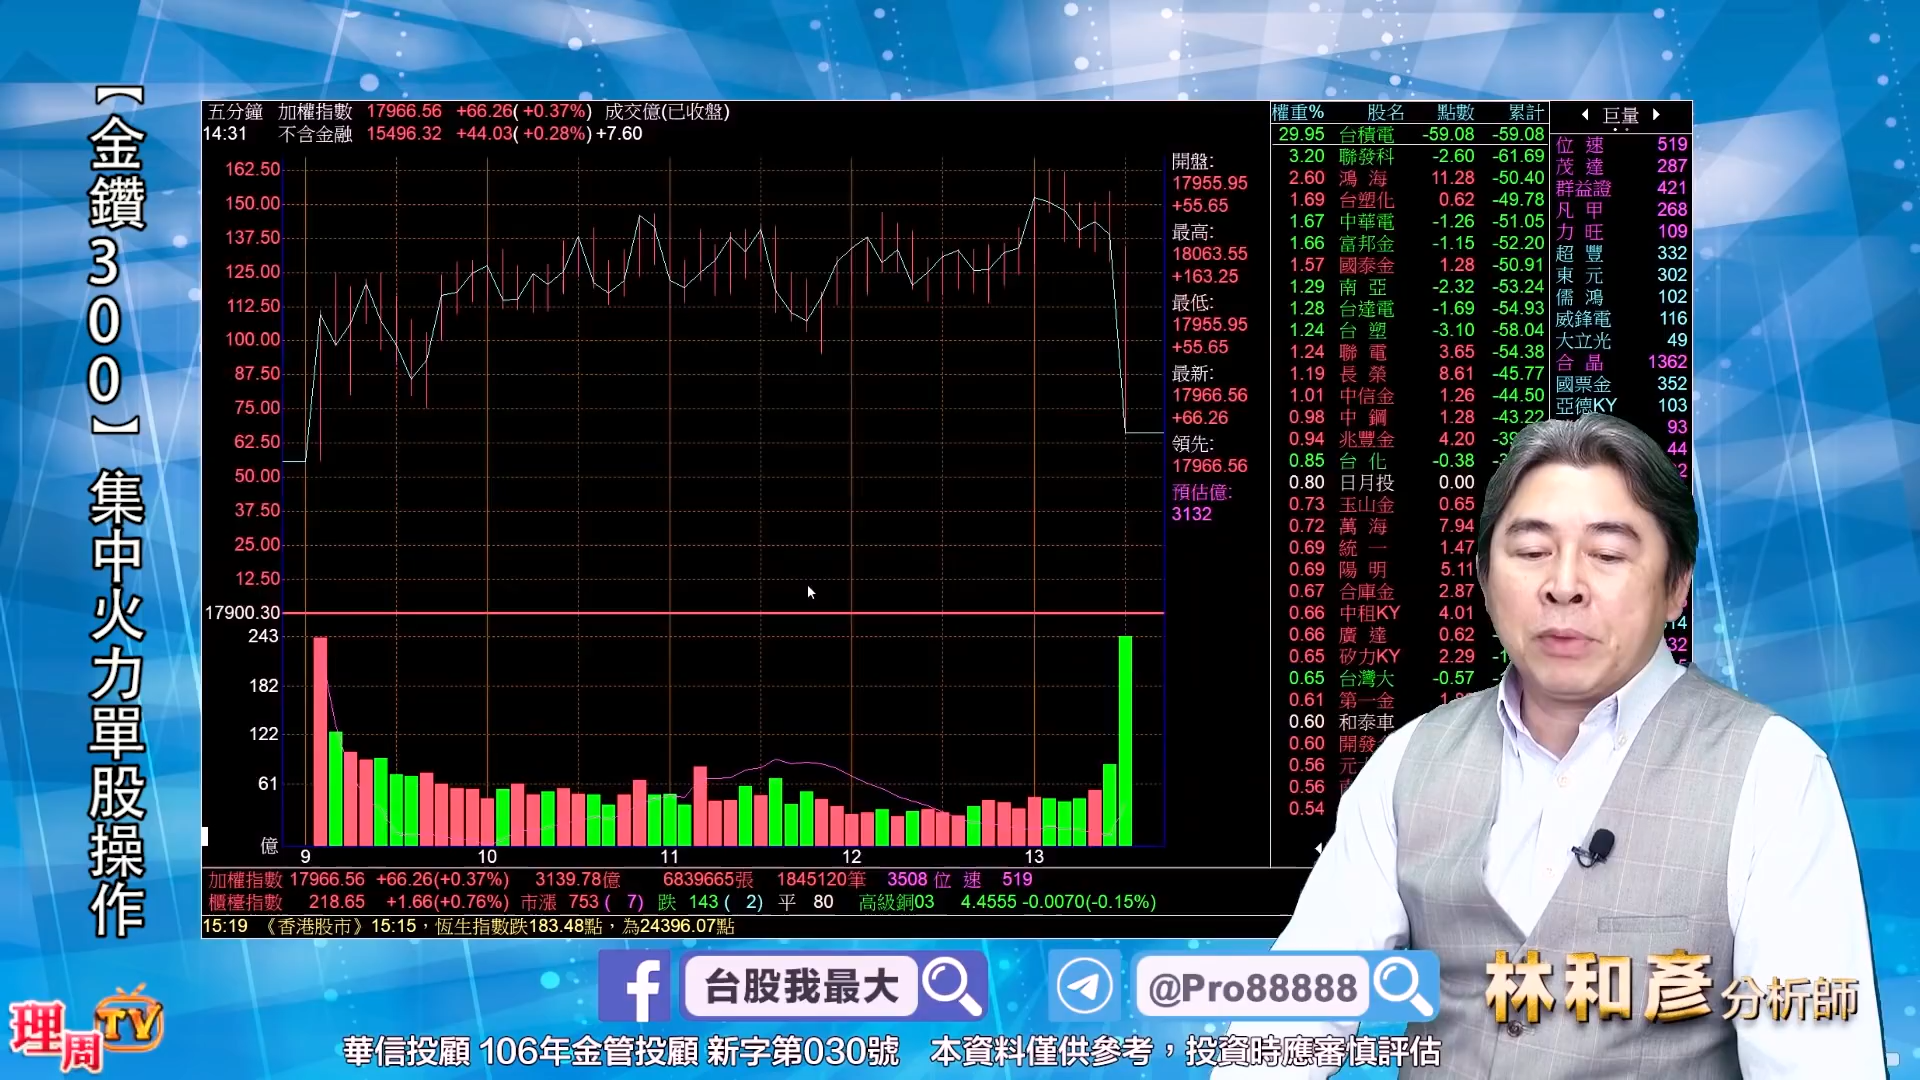 【金鑽300】集中火力單股操作
五分鐘 加權指數 17966.56 +66.26(+0.37%) 成交億(已收盤)
14:31 不含金融 15496.32 +44.03(+0.28%)+7.60
162.50
150.00
137.50
125.00
112.50
100.00
87.50
75.00
62.50
50.00
37.50
25.00
12.50
17900.30
243
182
122
61
億
9 10 11 12 13
開盤:
17955.95
+55.65
最高:
18063.55
+163.25
最低:
17955.95
+55.65
最新:
17966.56
+66.26
領先:
17966.56
預估億:
3132
權重% 股名 點數 累計
29.95 台積電 -59.08 -59.08
3.20 聯發科 -2.60 -61.69
2.60 鴻海 11.28 -50.40
1.69 台塑化 0.62 -49.78
1.67 中華電 -1.26 -51.05
1.66 富邦金 -1.15 -52.20
1.57 國泰金 1.28 -50.91
1.29 南亞 -2.32 -53.24
1.28 台達電 -1.69 -54.93
1.24 台塑 -3.10 -58.04
1.24 聯電 3.65 -54.38
1.19 長榮 8.61 -45.77
1.01 中信金 1.26 -44.50
0.98 中鋼 1.28 -43.22
0.94 兆豐金 4.20
0.85 台化 -0.38
0.80 日月投 0.00
0.73 玉山金 0.65
0.72 萬海 7.94
0.69 統一 1.47
0.69 陽明 5.11
0.67 合庫金 2.87
0.66 中租KY 4.01
0.66 廣達 0.62
0.65 矽力KY 2.29
0.65 台灣大 -0.57
0.61 第一金
0.60 和泰車
0.60 開發
0.56 元
0.56
0.54
巨量
位速 519
茂達 287
群益證 421
凡甲 268
力旺 109
超豐 332
東元 302
儒鴻 102
威鋒電 116
大立光 49
合晶 1362
國票金 352
亞德KY 103
93
44
加權指數 17966.56 +66.26(+0.37%) 3139.78億 6839665張 1845120筆 3508 位速 519
櫃檯指數 218.65 +1.66(+0.76%) 市漲 753( 7) 跌 143( 2) 平 80 高級銅03 4.4555 -0.0070(-0.15%)
15:19 《香港股市》15:15，恆生指數跌183.48點，為24396.07點
台股我最大
@Pro88888
林和彥分析師
理周TV
華信投顧 106年金管投顧 新字第030號 本資料僅供參考，投資時應審慎評估